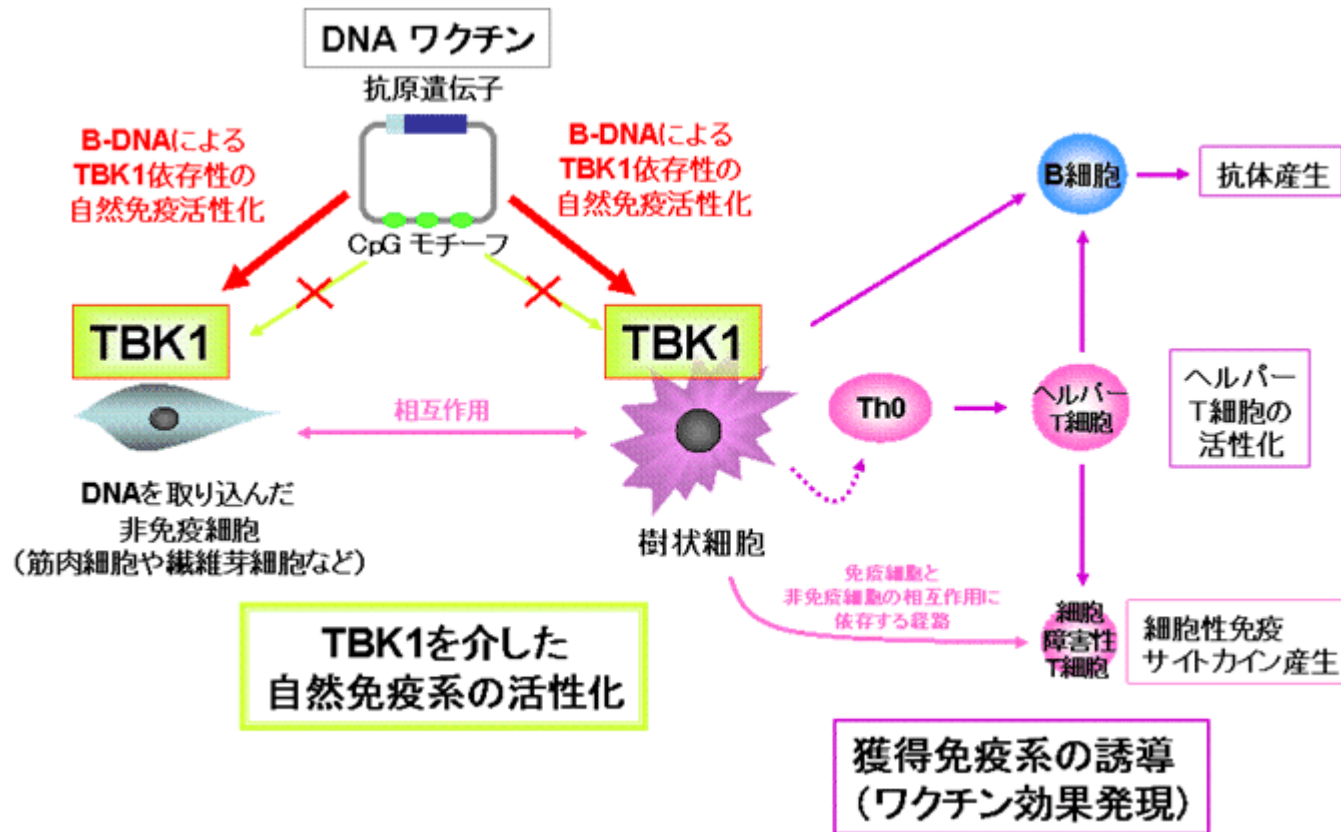 DNA ワクチン
抗原遺伝子
B-DNAによる
TBK1依存性の
自然免疫活性化
B-DNAによる
TBK1依存性の
自然免疫活性化
CpG モチーフ
TBK1
TBK1
相互作用
DNAを取り込んだ
非免疫細胞
（筋肉細胞や繊維芽細胞など）
樹状細胞
Th0
B細胞
抗体産生
ヘルパー
T細胞
ヘルパー
T細胞の
活性化
免疫細胞と
非免疫細胞の相互作用に
依存する経路
細胞
障害性
T細胞
細胞性免疫
サイトカイン産生
TBK1を介した
自然免疫系の活性化
獲得免疫系の誘導
（ワクチン効果発現）